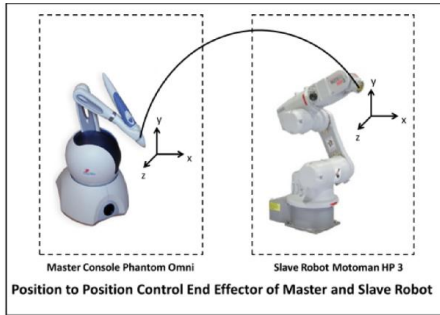 y
x
z
y
x
z
Master Console Phantom Omni
Slave Robot Motoman HP 3
Position to Position Control End Effector of Master and Slave Robot